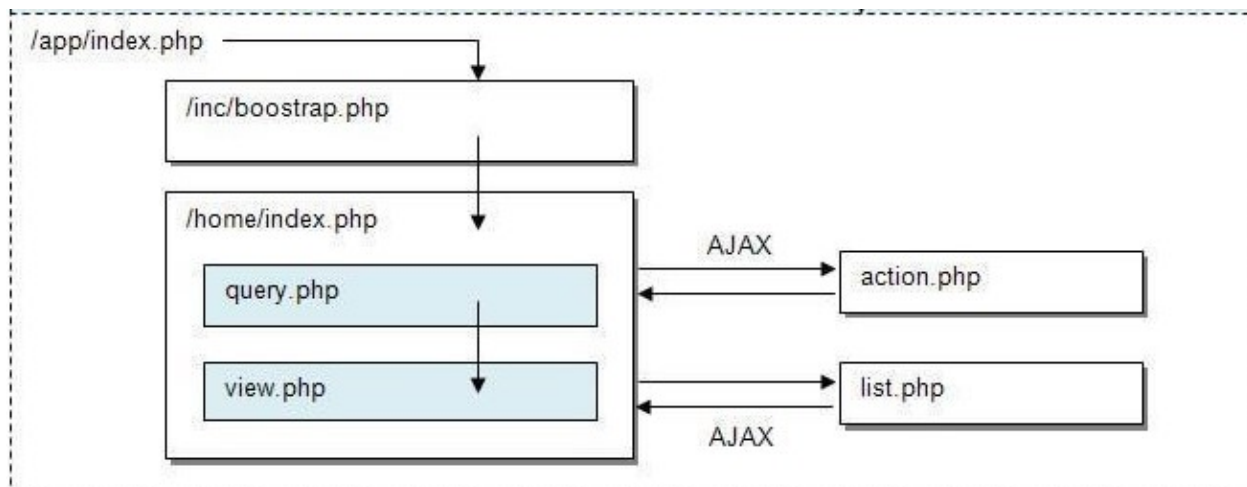 /app/index.php
/inc/boostrap.php
/home/index.php
AJAX
query.php
action.php
view.php
list.php
AJAX